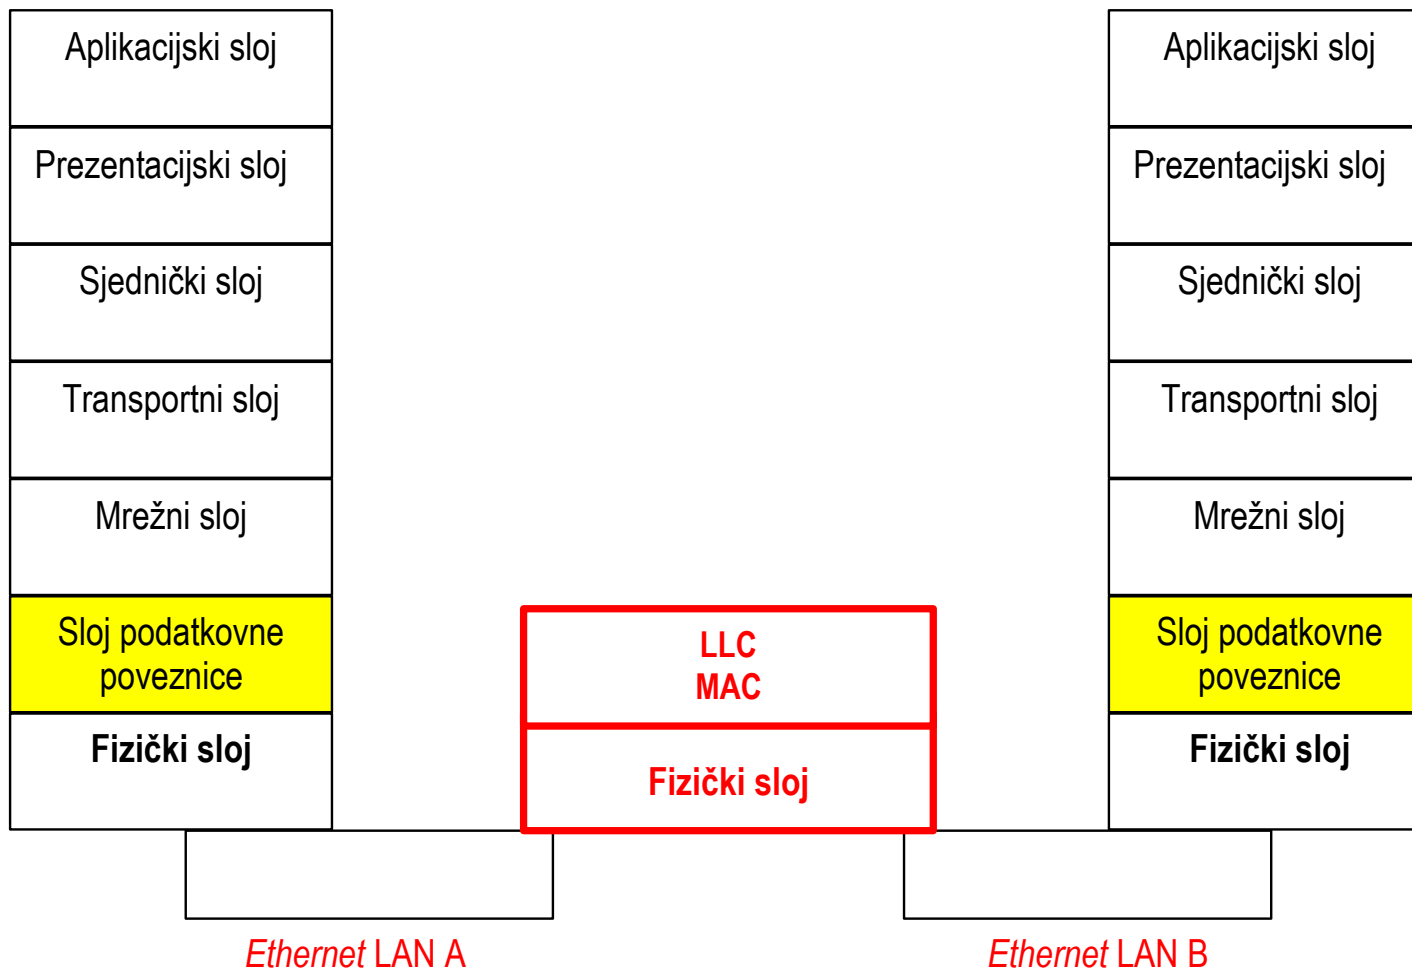 Aplikacijski sloj
Prezentacijski sloj
Sjednički sloj
Transportni sloj
Mrežni sloj
Sloj podatkovne
poveznice
Fizički sloj
LLC
MAC
Fizički sloj
Aplikacijski sloj
Prezentacijski sloj
Sjednički sloj
Transportni sloj
Mrežni sloj
Sloj podatkovne
poveznice
Fizički sloj
Ethernet LAN A
Ethernet LAN B